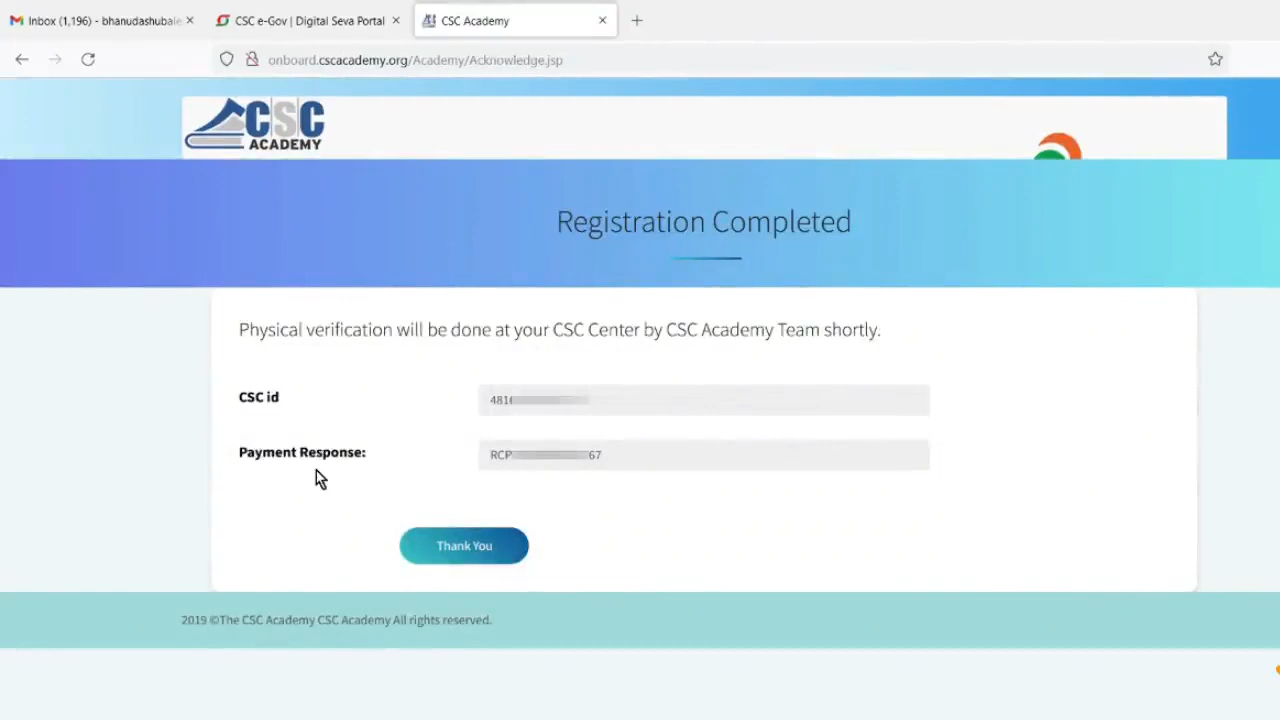 Inbox (1,196) - bhanudashubale
CSC e-Gov | Digital Seva Portal
CSC Academy
onboard.cscacademy.org/Academy/Acknowledge.jsp
CSC
ACADEMY
Registration Completed
Physical verification will be done at your CSC Center by CSC Academy Team shortly.
CSC id
481
Payment Response:
RCP 67
Thank You
2019 ©The CSC Academy CSC Academy All rights reserved.